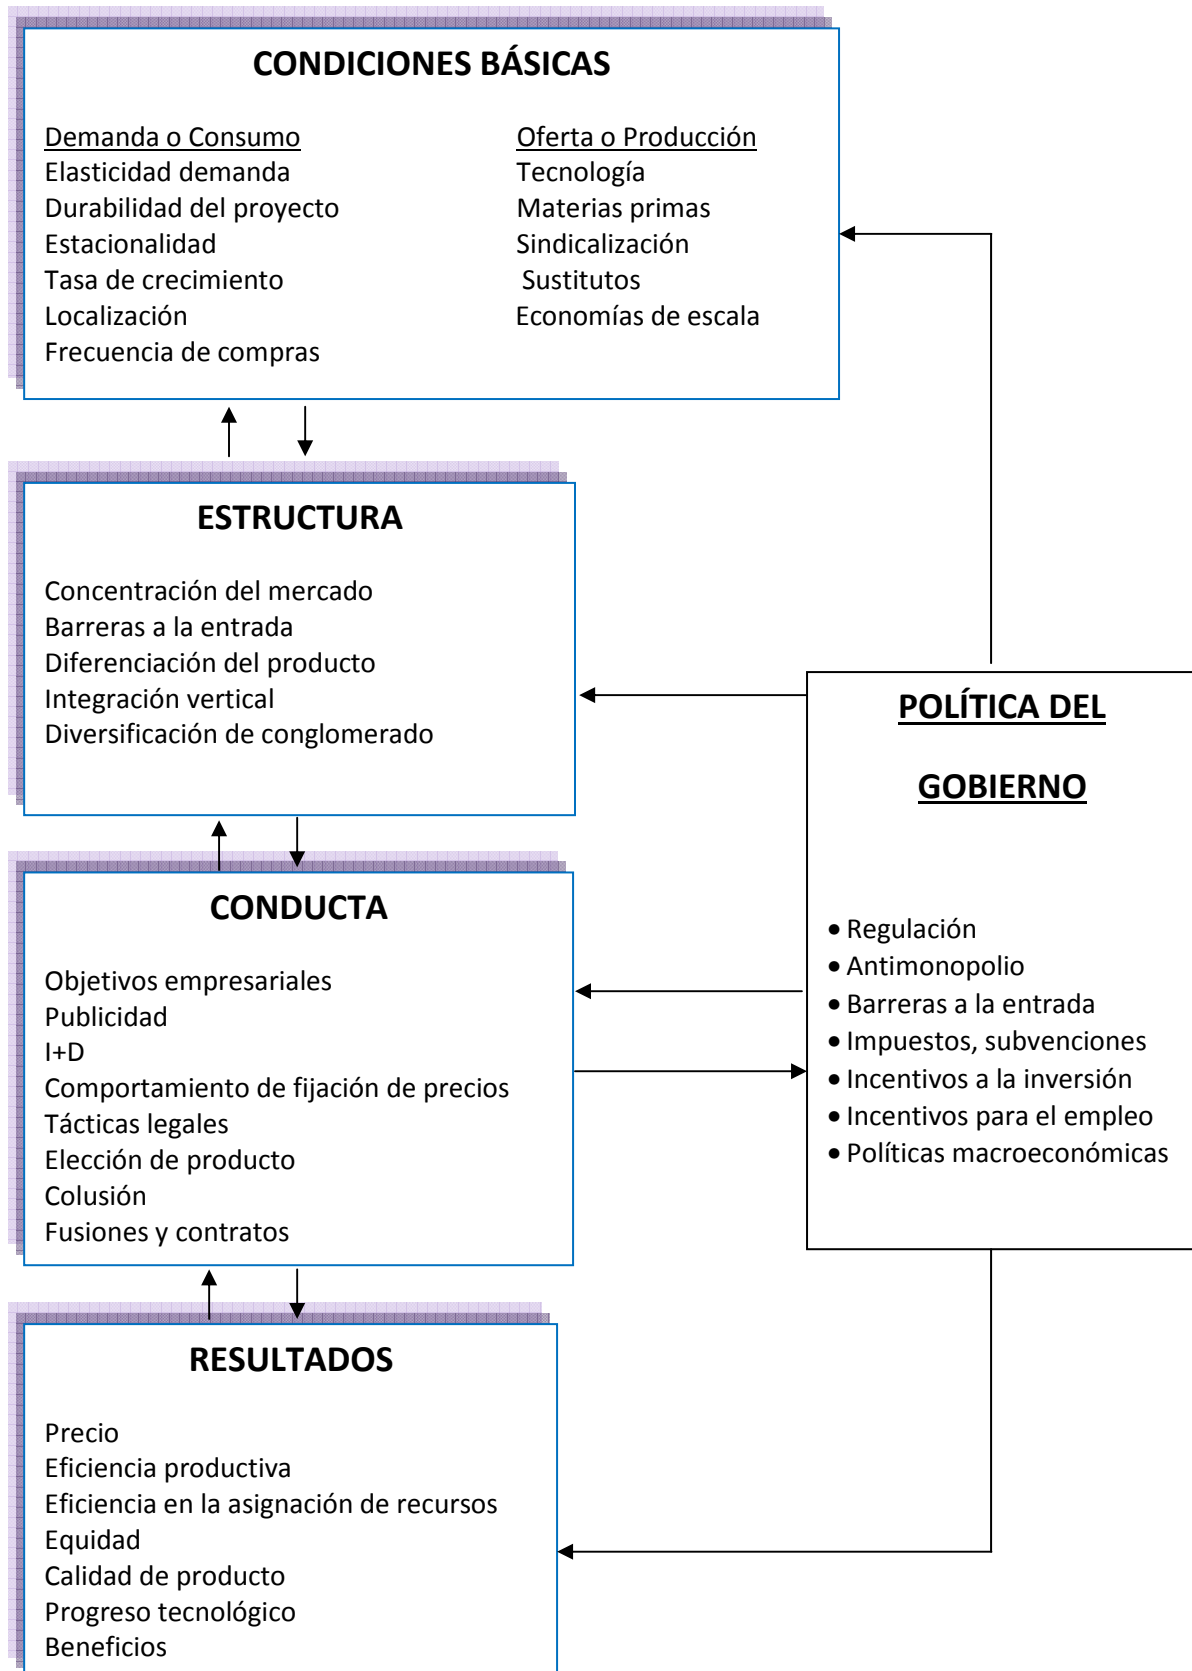 CONDICIONES BÁSICAS
Demanda o Consumo
Elasticidad demanda
Durabilidad del proyecto
Estacionalidad
Tasa de crecimiento
Localización
Frecuencia de compras
Oferta o Producción
Tecnología
Materias primas
Sindicalización
Sustitutos
Economías de escala
ESTRUCTURA
Concentración del mercado
Barreras a la entrada
Diferenciación del producto
Integración vertical
Diversificación de conglomerado
POLÍTICA DEL
GOBIERNO
• Regulación
• Antimonopolio
• Barreras a la entrada
• Impuestos, subvenciones
• Incentivos a la inversión
• Incentivos para el empleo
• Políticas macroeconómicas
CONDUCTA
Objetivos empresariales
Publicidad
I+D
Comportamiento de fijación de precios
Tácticas legales
Elección de producto
Colusión
Fusiones y contratos
RESULTADOS
Precio
Eficiencia productiva
Eficiencia en la asignación de recursos
Equidad
Calidad de producto
Progreso tecnológico
Beneficios